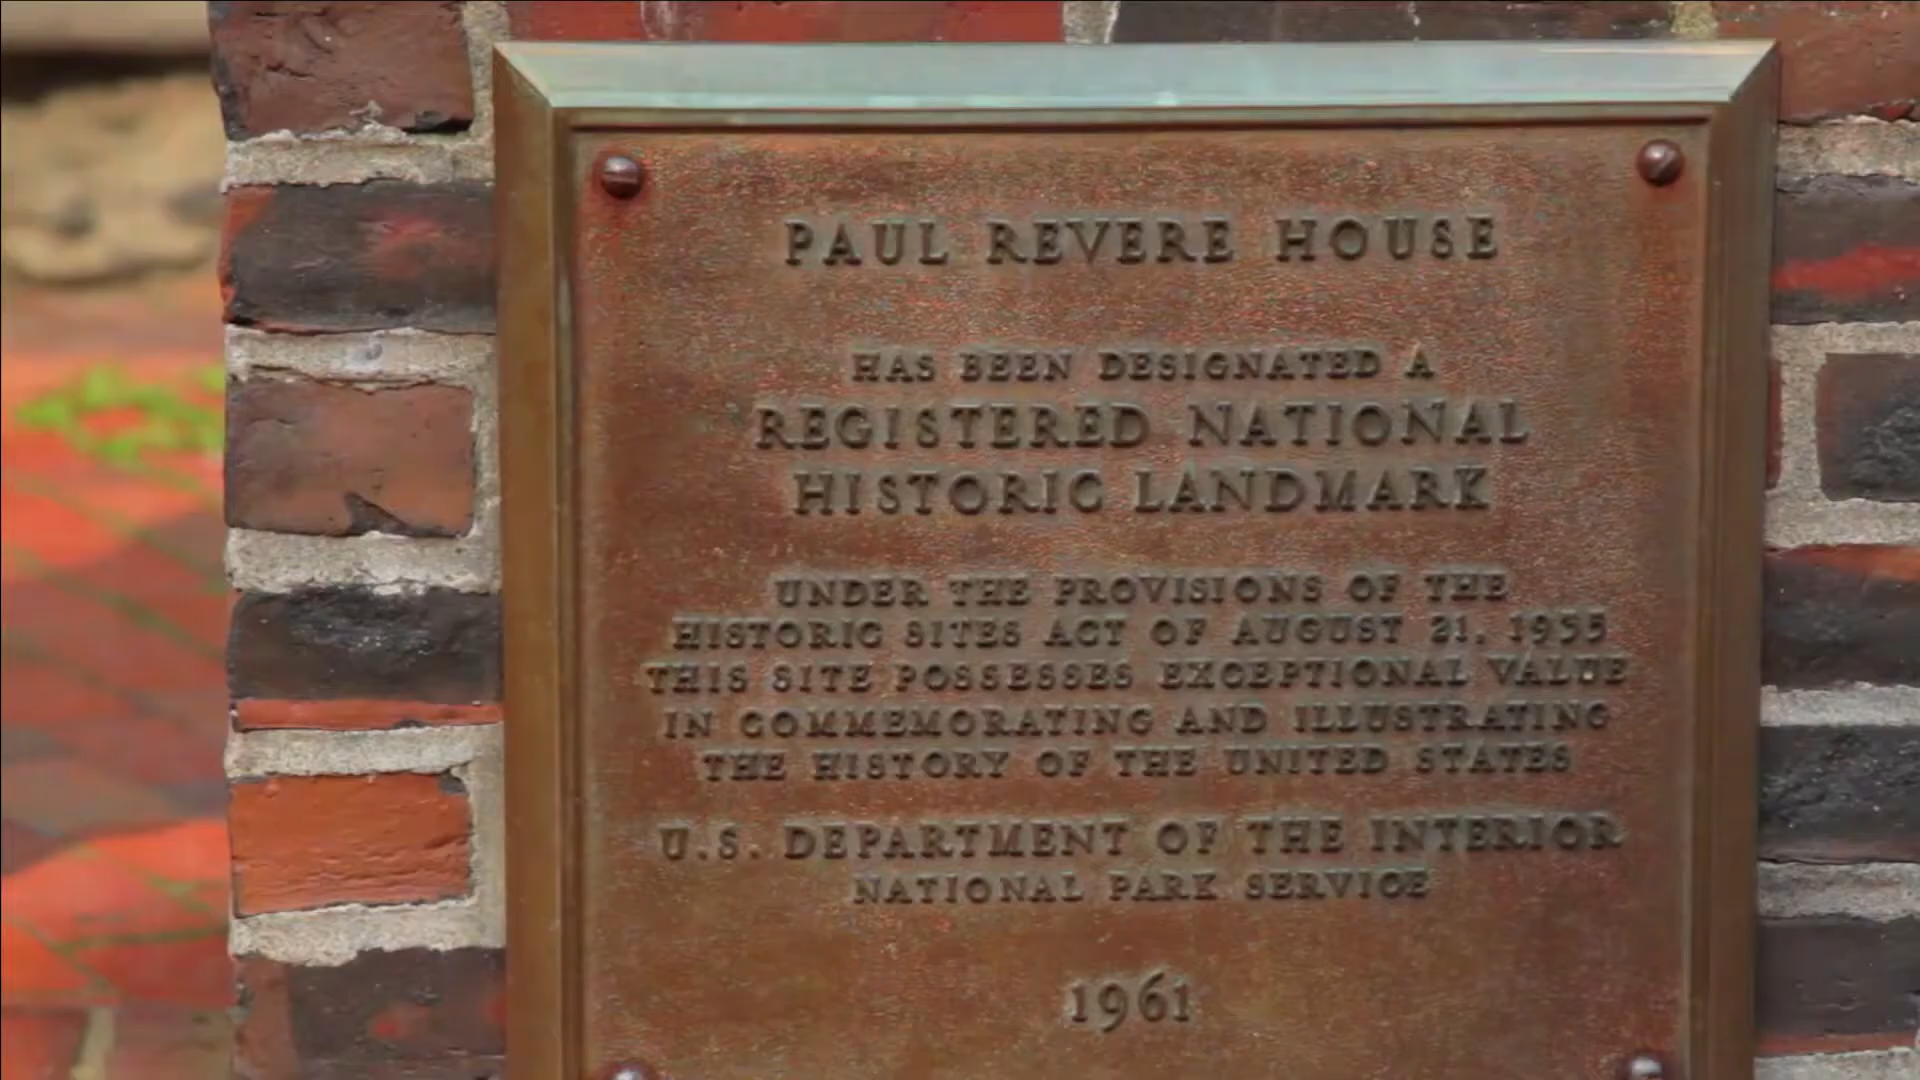 PAUL REVERE HOUSE
HAS BEEN DESIGNATED A
REGISTERED NATIONAL
HISTORIC LANDMARK
UNDER THE PROVISIONS OF THE
HISTORIC SITES ACT OF AUGUST 21, 1935
THIS SITE POSSESSES EXCEPTIONAL VALUE
IN COMMEMORATING AND ILLUSTRATING
THE HISTORY OF THE UNITED STATES
U.S. DEPARTMENT OF THE INTERIOR
NATIONAL PARK SERVICE
1961